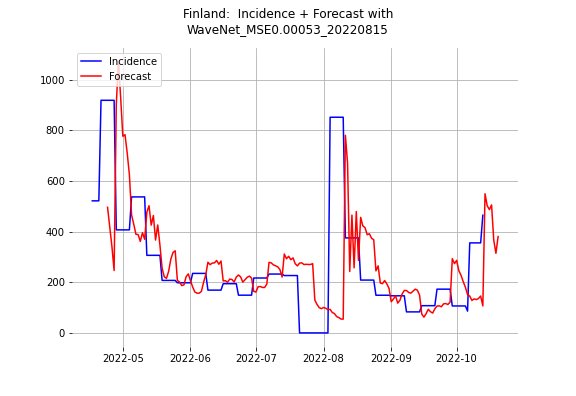 Finland:  Incidence + Forecast with
WaveNet_MSE0.00053_20220815
Incidence
Forecast
1000
800
600
400
200
0
2022-05 2022-06 2022-07 2022-08 2022-09 2022-10